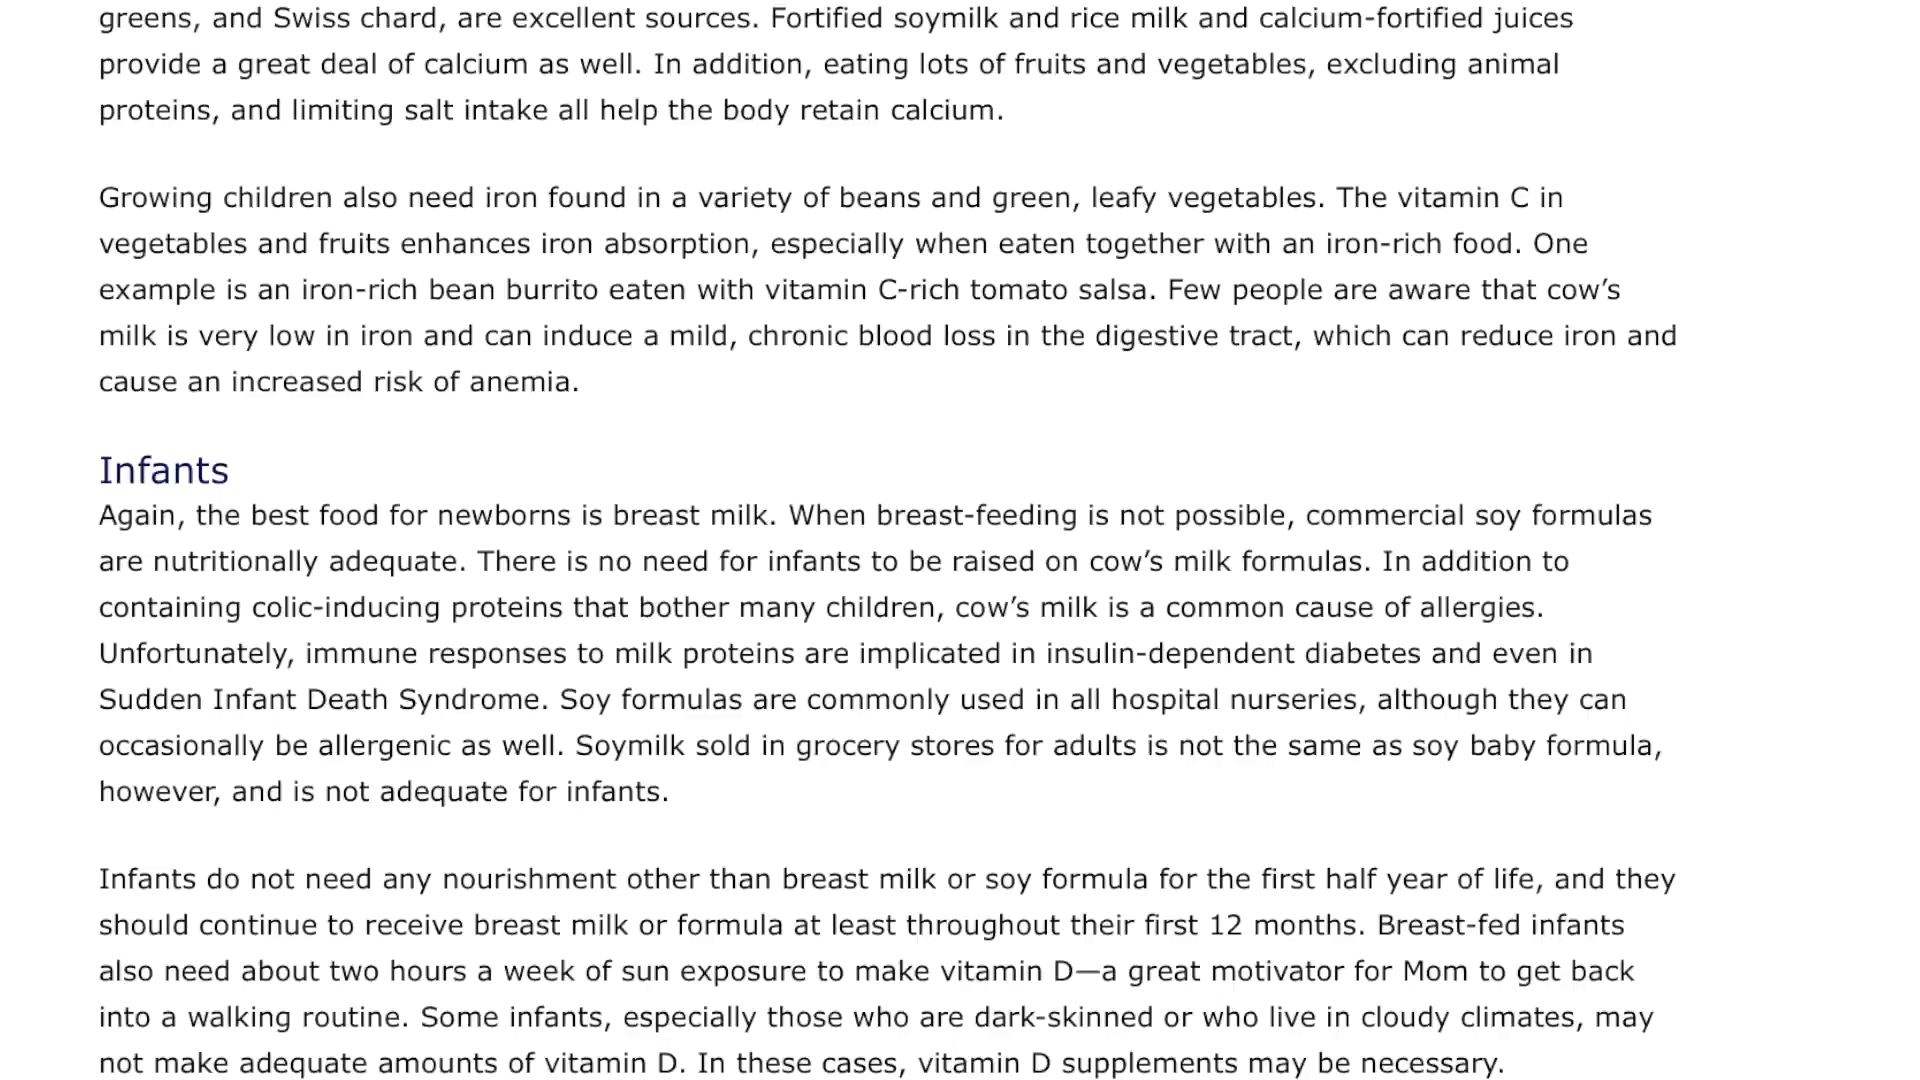 greens, and Swiss chard, are excellent sources. Fortified soymilk and rice milk and calcium-fortified juices
provide a great deal of calcium as well. In addition, eating lots of fruits and vegetables, excluding animal
proteins, and limiting salt intake all help the body retain calcium.
Growing children also need iron found in a variety of beans and green, leafy vegetables. The vitamin C in
vegetables and fruits enhances iron absorption, especially when eaten together with an iron-rich food. One
example is an iron-rich bean burrito eaten with vitamin C-rich tomato salsa. Few people are aware that cow’s
milk is very low in iron and can induce a mild, chronic blood loss in the digestive tract, which can reduce iron and
cause an increased risk of anemia.
Infants
Again, the best food for newborns is breast milk. When breast-feeding is not possible, commercial soy formulas
are nutritionally adequate. There is no need for infants to be raised on cow’s milk formulas. In addition to
containing colic-inducing proteins that bother many children, cow’s milk is a common cause of allergies.
Unfortunately, immune responses to milk proteins are implicated in insulin-dependent diabetes and even in
Sudden Infant Death Syndrome. Soy formulas are commonly used in all hospital nurseries, although they can
occasionally be allergenic as well. Soymilk sold in grocery stores for adults is not the same as soy baby formula,
however, and is not adequate for infants.
Infants do not need any nourishment other than breast milk or soy formula for the first half year of life, and they
should continue to receive breast milk or formula at least throughout their first 12 months. Breast-fed infants
also need about two hours a week of sun exposure to make vitamin D—a great motivator for Mom to get back
into a walking routine. Some infants, especially those who are dark-skinned or who live in cloudy climates, may
not make adequate amounts of vitamin D. In these cases, vitamin D supplements may be necessary.